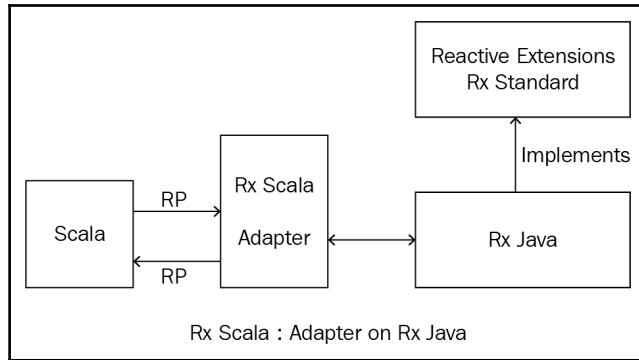 Reactive Extensions
Rx Standard
Implements
RP
Rx Scala
Adapter
Scala
Rx Java
RP
Rx Scala : Adapter on Rx Java